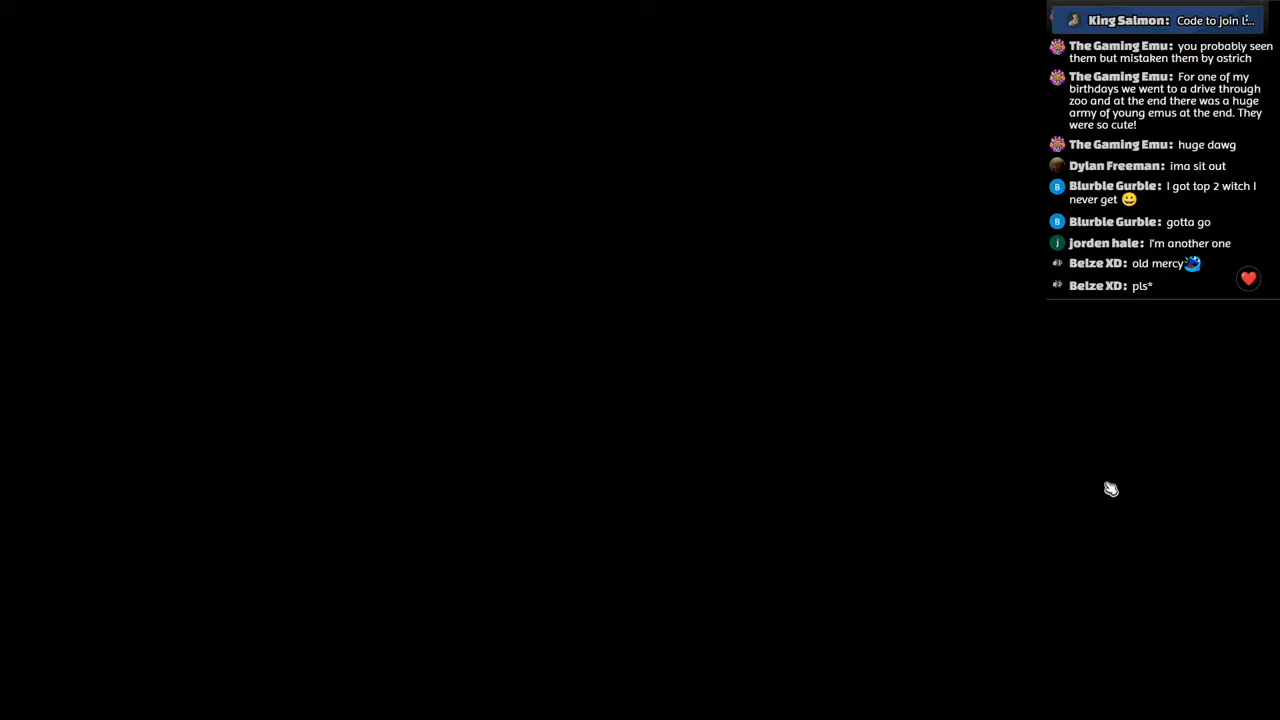 King Salmon: Code to join
The Gaming Emu: you probably seen
them but mistaken them by ostrich
The Gaming Emu: For one of my
birthdays we went to a drive through
zoo and at the end there was a huge
army of young emus at the end. They
were so cute!
The Gaming Emu: huge dawg
Dylan Freeman: ima sit out
B Blurble Gurble: I got top 2 witch I
never get 😀
B Blurble Gurble: gotta go
j jorden hale: I'm another one
Belze XD: old mercy
Belze XD: pls*